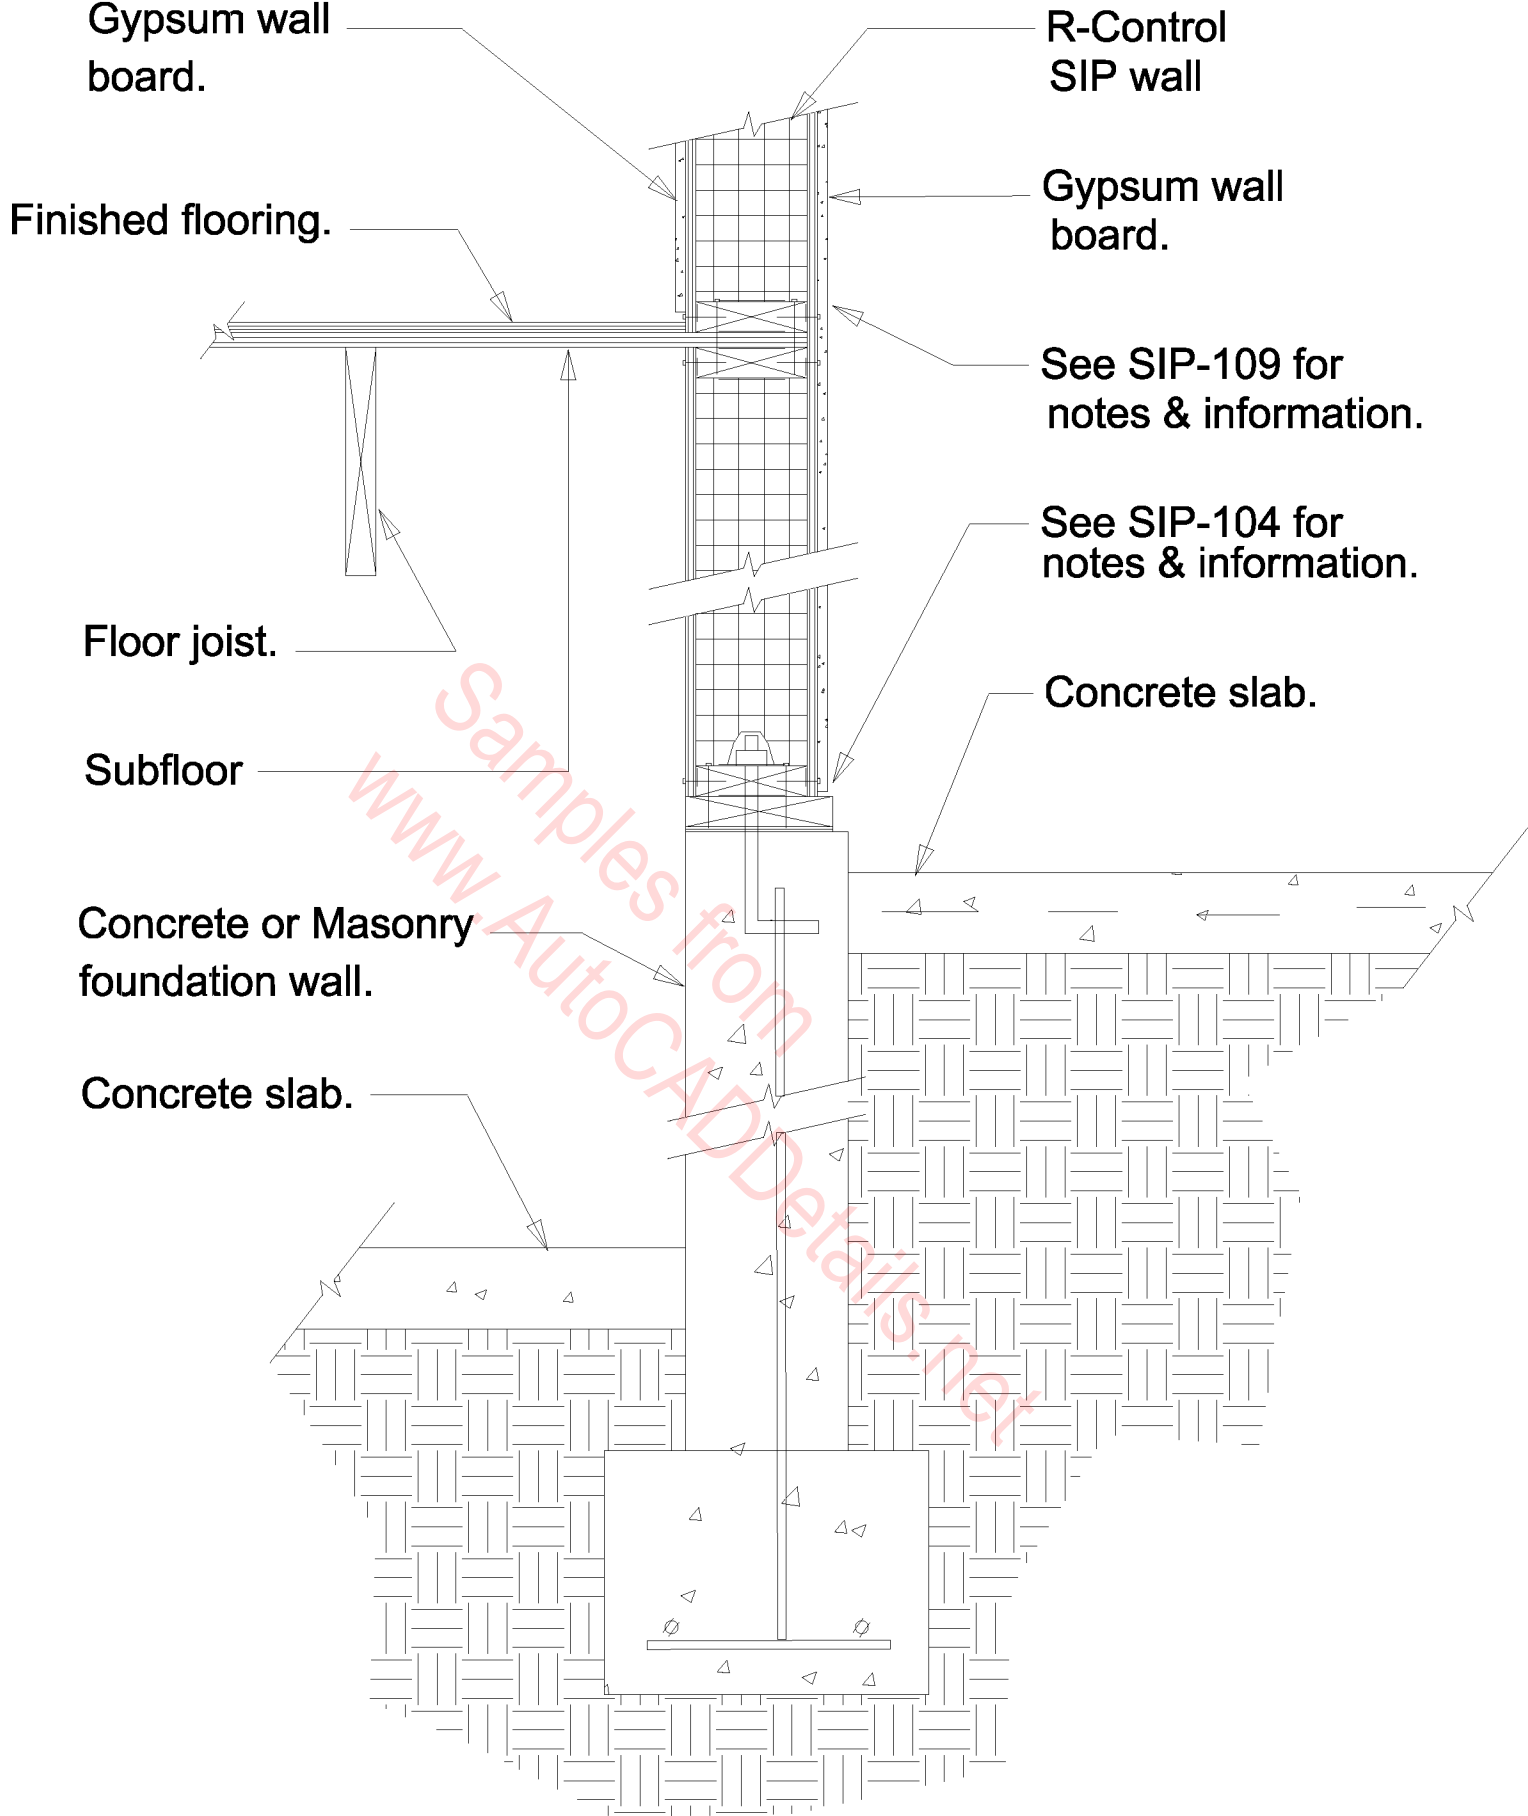 Gypsum wall
board.
R-Control
SIP wall
Gypsum wall
board.
Finished flooring.
See SIP-109 for
notes & information.
See SIP-104 for
notes & information.
Floor joist.
Concrete slab.
Subfloor
Concrete or Masonry
foundation wall.
Concrete slab.
Samples from
www.AutoCADDetails.net